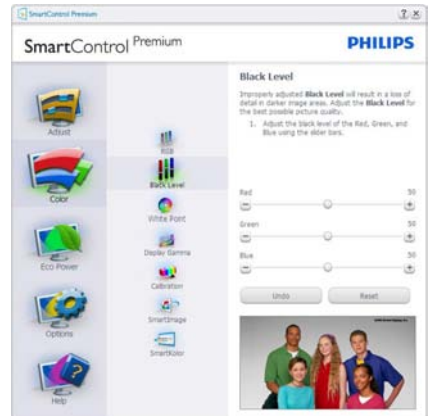 SmartControl Premium
SmartControl Premium
PHILIPS
Black Level
Improperly adjusted Black Level will result in a loss of
detail in darker image areas. Adjust the Black Level for
the best possible picture quality.
1. Adjust the black level of the Red, Green, and
Blue using the slider bars.
Adjust
Color
Eco Power
Options
Help
RGB
Black Level
White Point
Display Gamma
Calibration
SmartImage
SmartKolor
Red 50
Green 50
Blue 50
Undo Reset